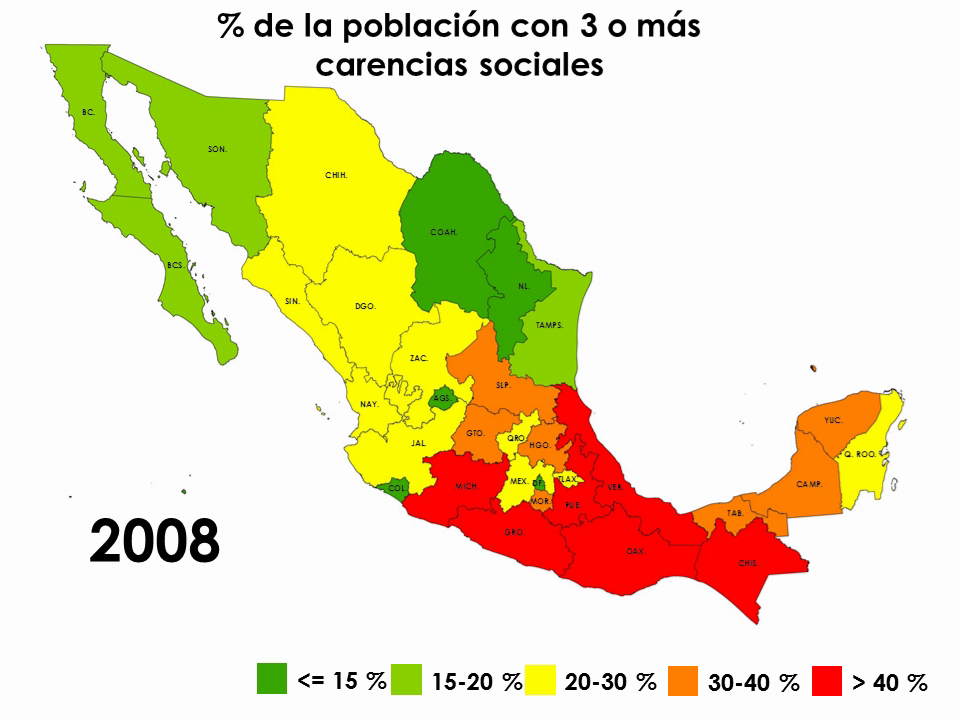 % de la población con 3 o más
carencias sociales
BC.
SON.
CHIH.
COAH.
BCS.
NL.
SIN.
DGO.
TAMPS.
ZAC.
SLP.
AGS.
NAY.
YUC.
GTO.
QRO.
JAL.
HGO.
Q. ROO.
MEX.
DF.
TLAX.
CAMP.
COL.
MICH.
VER.
MOR.
PUE.
TAB.
GRO.
OAX.
CHIS.
2008
<= 15 %
15-20 %
20-30 %
30-40 %
> 40 %